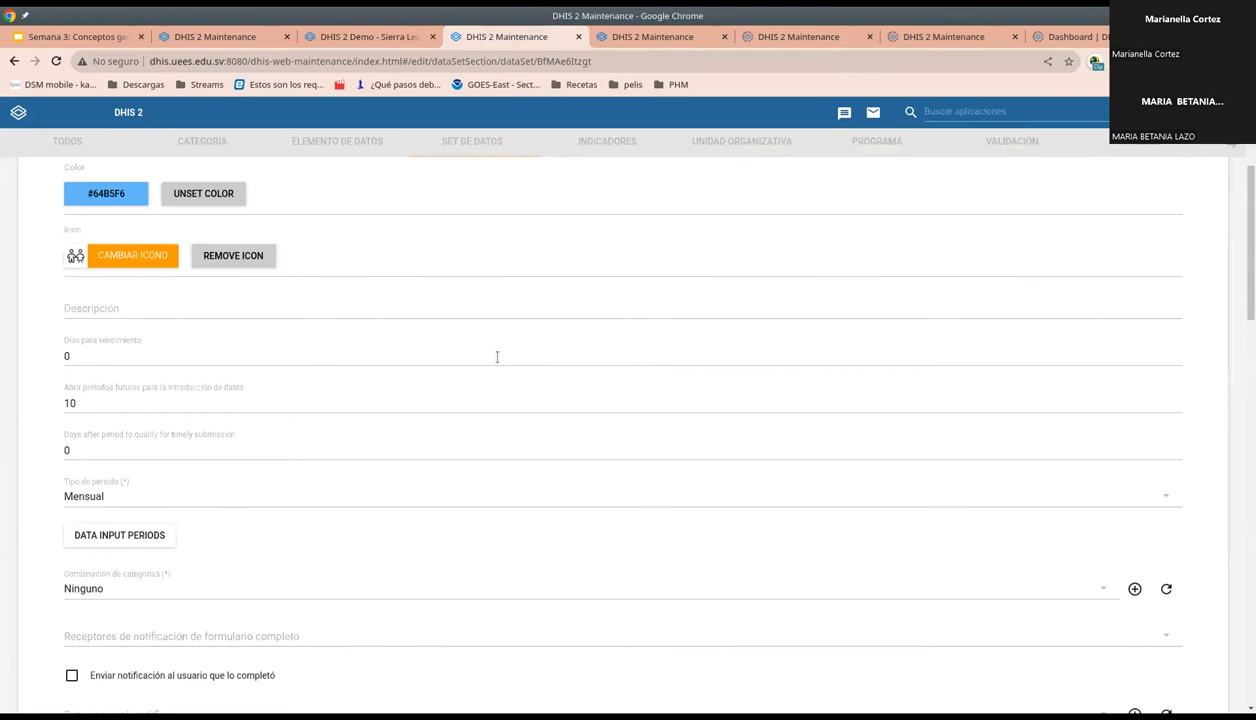 DHIS 2 Maintenance - Google Chrome
Marianella Cortez
Semana 3: Conceptos ge
DHIS 2 Maintenance
DHIS 2 Demo - Sierra Lec
DHIS 2 Maintenance
DHIS 2 Maintenance
DHIS 2 Maintenance
DHIS 2 Maintenance
Dashboard | D
Marianella Cortez
No seguro
dhis.uees.edu.sv:8080/dhis-web-maintenance/index.html#edit/dataSetSection/dataSet/BfMAe6Itzgt
DSM mobile - ka...
Descargas
Streams
Estos son los req...
¿Qué pasos deb...
GOES-East - Sect...
Recetas
pelis
PHM
MARIA BETANIA...
DHIS 2
Buscar aplicaciones
MARIA BETANIA LAZO
TODOS
CATEGORIA
ELEMENTO DE DATOS
SET DE DATOS
INDICADORES
UNIDAD ORGANIZATIVA
PROGRAMA
VALIDACIÓN
Color
#64B5F6
UNSET COLOR
Icon
CAMBIAR ICONO
REMOVE ICON
Descripción
Días para vencimiento
0
Abrir períodos futuros para la introducción de datos
10
Days after period to qualify for timely submission
0
Tipo de periodo (*)
Mensual
DATA INPUT PERIODS
Combinación de categorias (*)
Ninguno
Receptores de notificación de formulario completo
Enviar notificación al usuario que lo completó